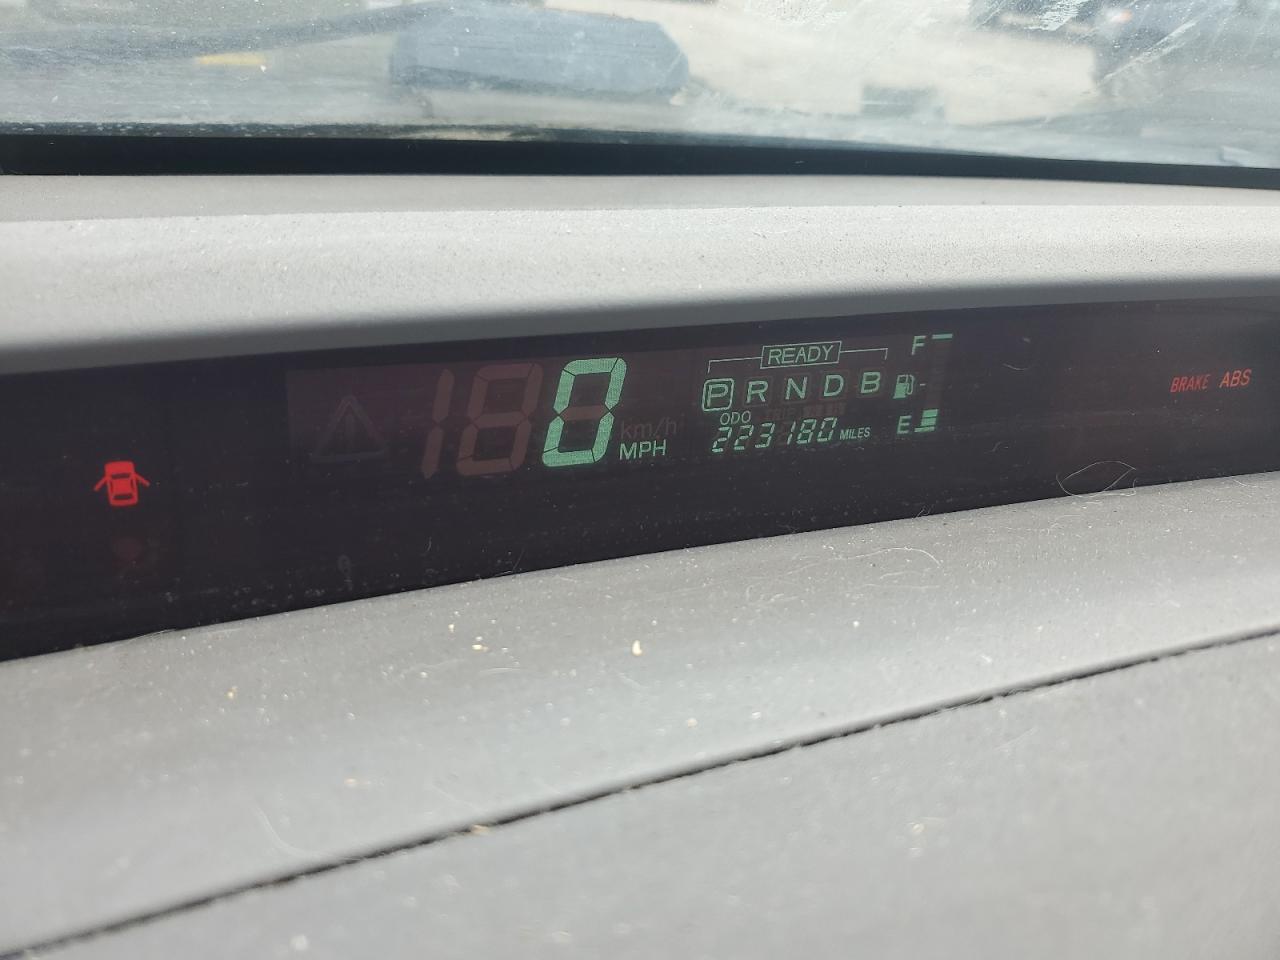 READY
F
P R N D B
ODO
223180 MILES
E
0 km/h
MPH
BRAKE ABS